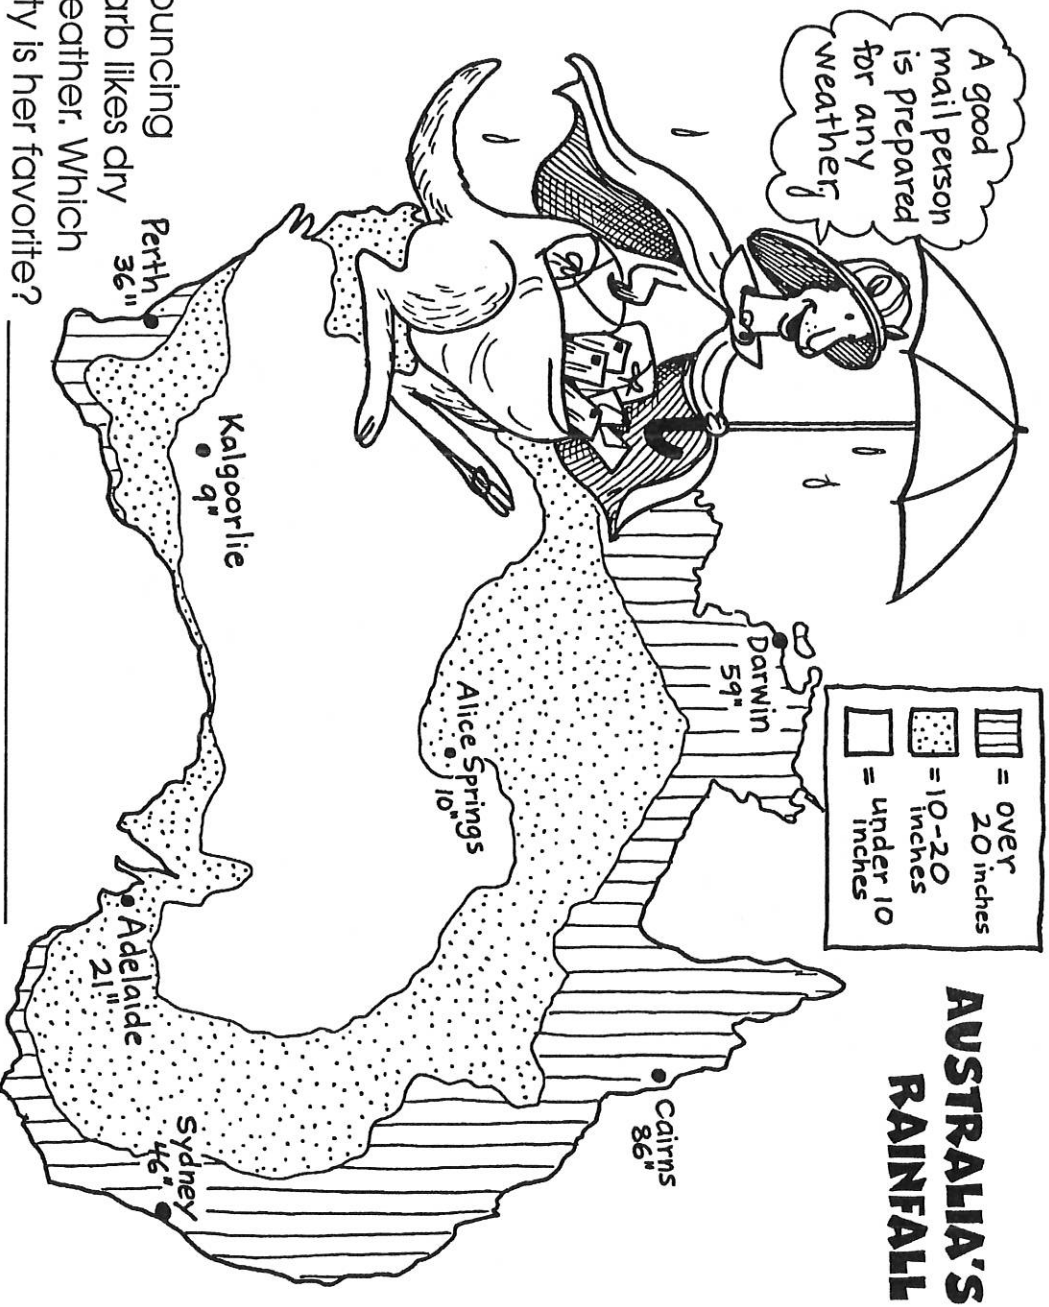 AUSTRALIA'S
RAINFALL
A good
mail person
is prepared
for any
weather,
= over
20 inches
= 10-20
inches
= under 10
inches
Darwin
59"
Cairns
86"
Alice Springs
10"
Kalgoorlie
9"
Perth
36"
Adelaide
21"
Sydney
46"
ouncing
arb likes dry
eather. Which
ty is her favorite?